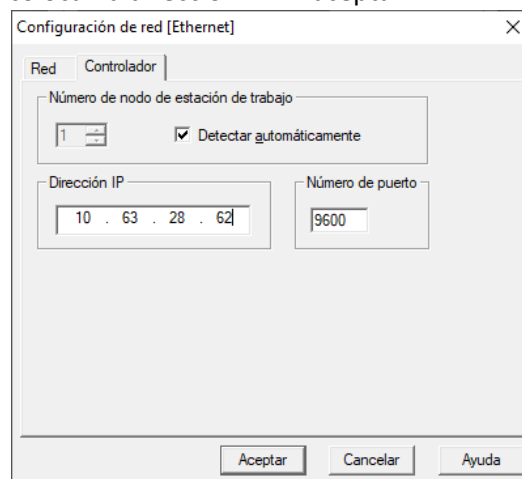 Configuración de red [Ethernet]
Red Controlador
Número de nodo de estación de trabajo
1 Detectar automáticamente
Dirección IP Número de puerto
10 . 63 . 28 . 62 9600
Aceptar Cancelar Ayuda